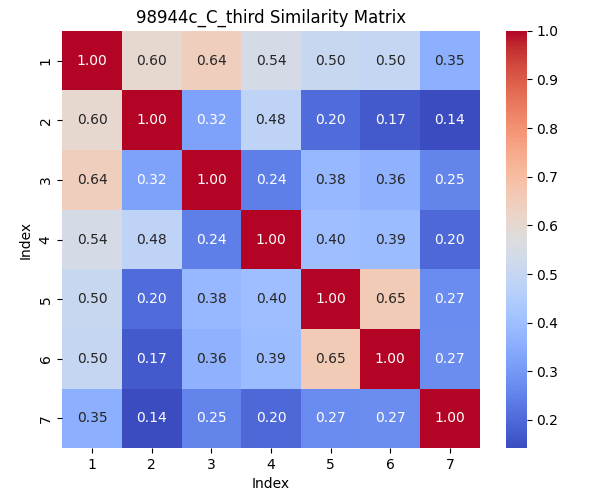 98944c_C_third Similarity Matrix
1 1.00 0.60 0.64 0.54 0.50 0.50 0.35
2 0.60 1.00 0.32 0.48 0.20 0.17 0.14
3 0.64 0.32 1.00 0.24 0.38 0.36 0.25
4 0.54 0.48 0.24 1.00 0.40 0.39 0.20
5 0.50 0.20 0.38 0.40 1.00 0.65 0.27
6 0.50 0.17 0.36 0.39 0.65 1.00 0.27
7 0.35 0.14 0.25 0.20 0.27 0.27 1.00
1 2 3 4 5 6 7
Index
Index
1.0
0.9
0.8
0.7
0.6
0.5
0.4
0.3
0.2